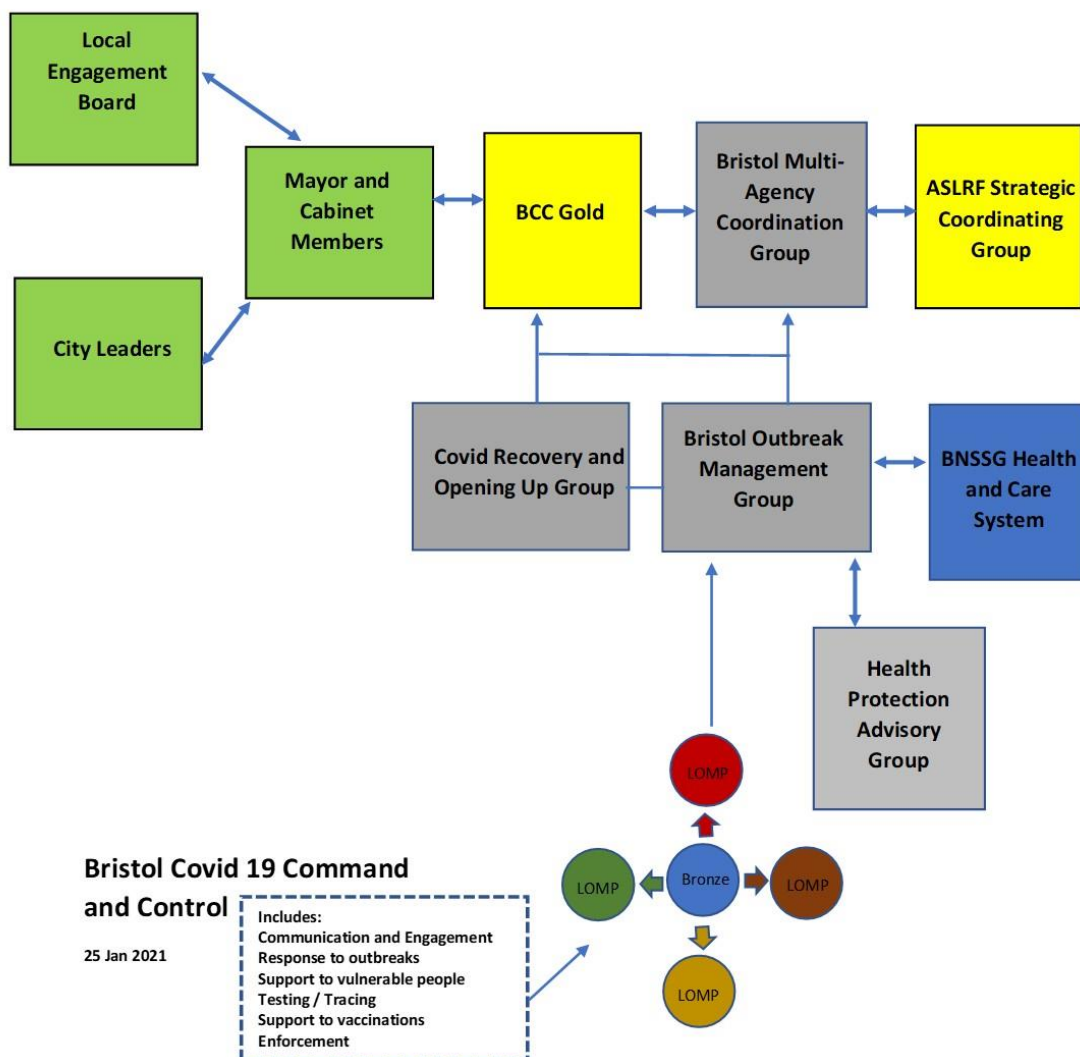 Local
Engagement
Board
Mayor and
Cabinet
Members
City Leaders
BCC Gold
Bristol Multi-
Agency
Coordination
Group
ASLRF Strategic
Coordinating
Group
Covid Recovery and
Opening Up Group
Bristol Outbreak
Management
Group
BNSSG Health
and Care
System
Health
Protection
Advisory
Group
LOMP
LOMP
Bronze
LOMP
LOMP
Bristol Covid 19 Command
and Control
25 Jan 2021
Includes:
Communication and Engagement
Response to outbreaks
Support to vulnerable people
Testing / Tracing
Support to vaccinations
Enforcement